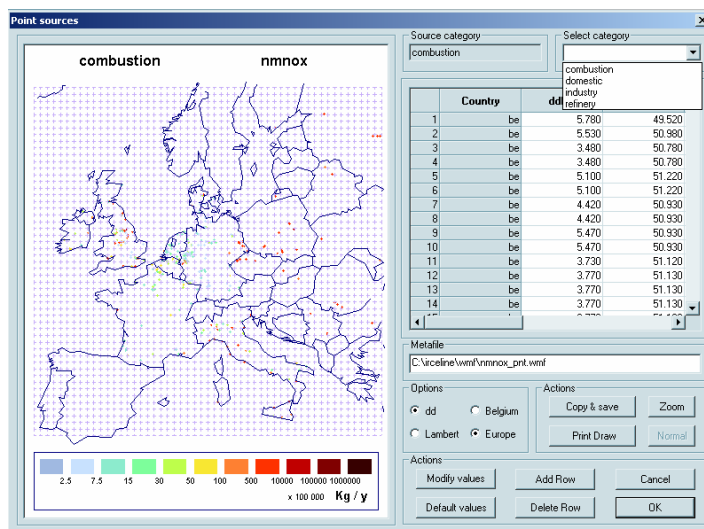 Point sources
combustion nmnox
2.5 7.5 15 30 50 100 500 10000 100000 1000000
x 100 000 Kg / y
Source category
combustion
Select category
combustion
domestic
industry
refinery
Country
1 be 5.780 49.520
2 be 5.530 50.980
3 be 3.480 50.780
4 be 3.480 50.780
5 be 5.100 51.220
6 be 5.100 51.220
7 be 4.420 50.930
8 be 4.420 50.930
9 be 5.470 50.930
10 be 5.470 50.930
11 be 3.730 51.120
12 be 3.770 51.130
13 be 3.770 51.130
14 be 3.770 51.130
Metafile
C:\irceline\wmf\nmnox_pnt.wmf
Options
dd Belgium
Lambert Europe
Actions
Copy & save Zoom
Print Draw Normal
Actions
Modify values Add Row Cancel
Default values Delete Row OK